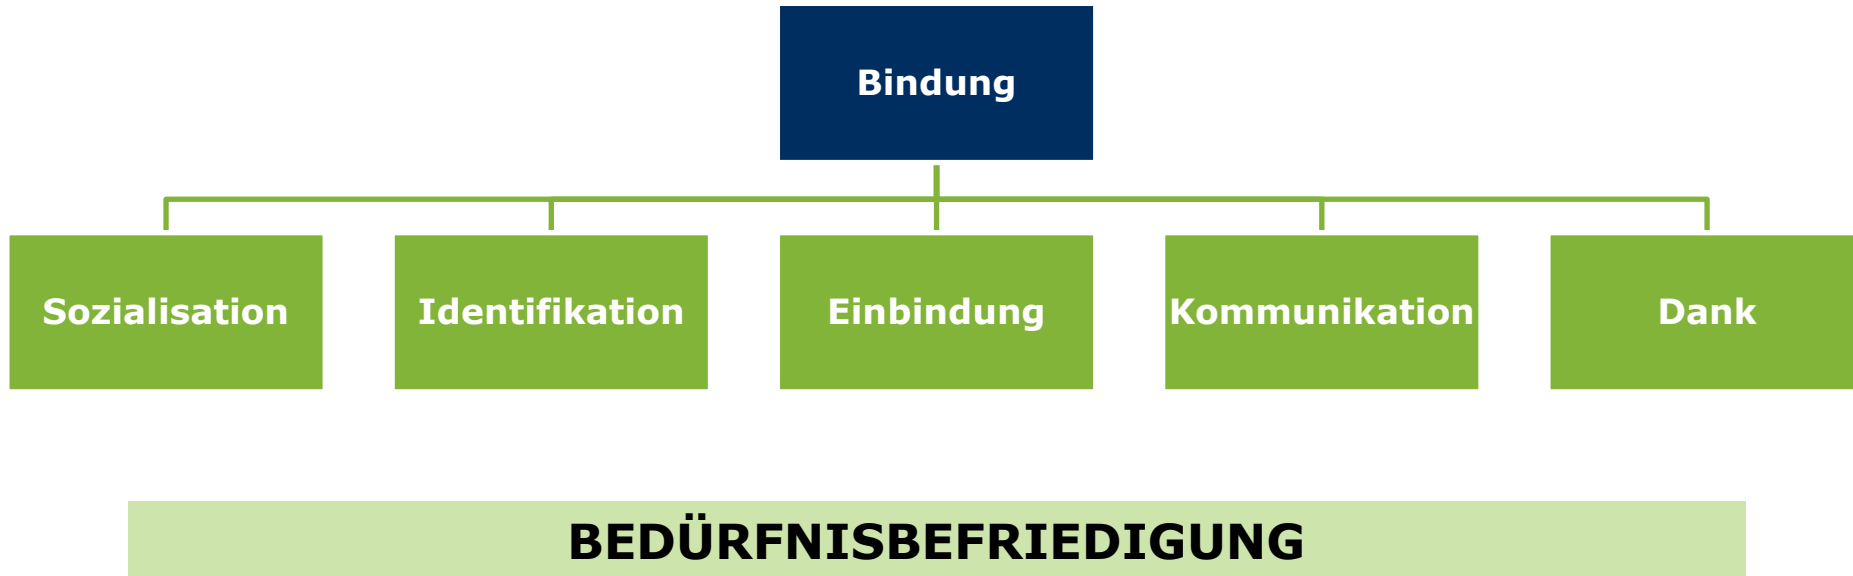 Bindung
Sozialisation
Identifikation
Einbindung
Kommunikation
Dank
BEDÜRFNISBEFRIEDIGUNG